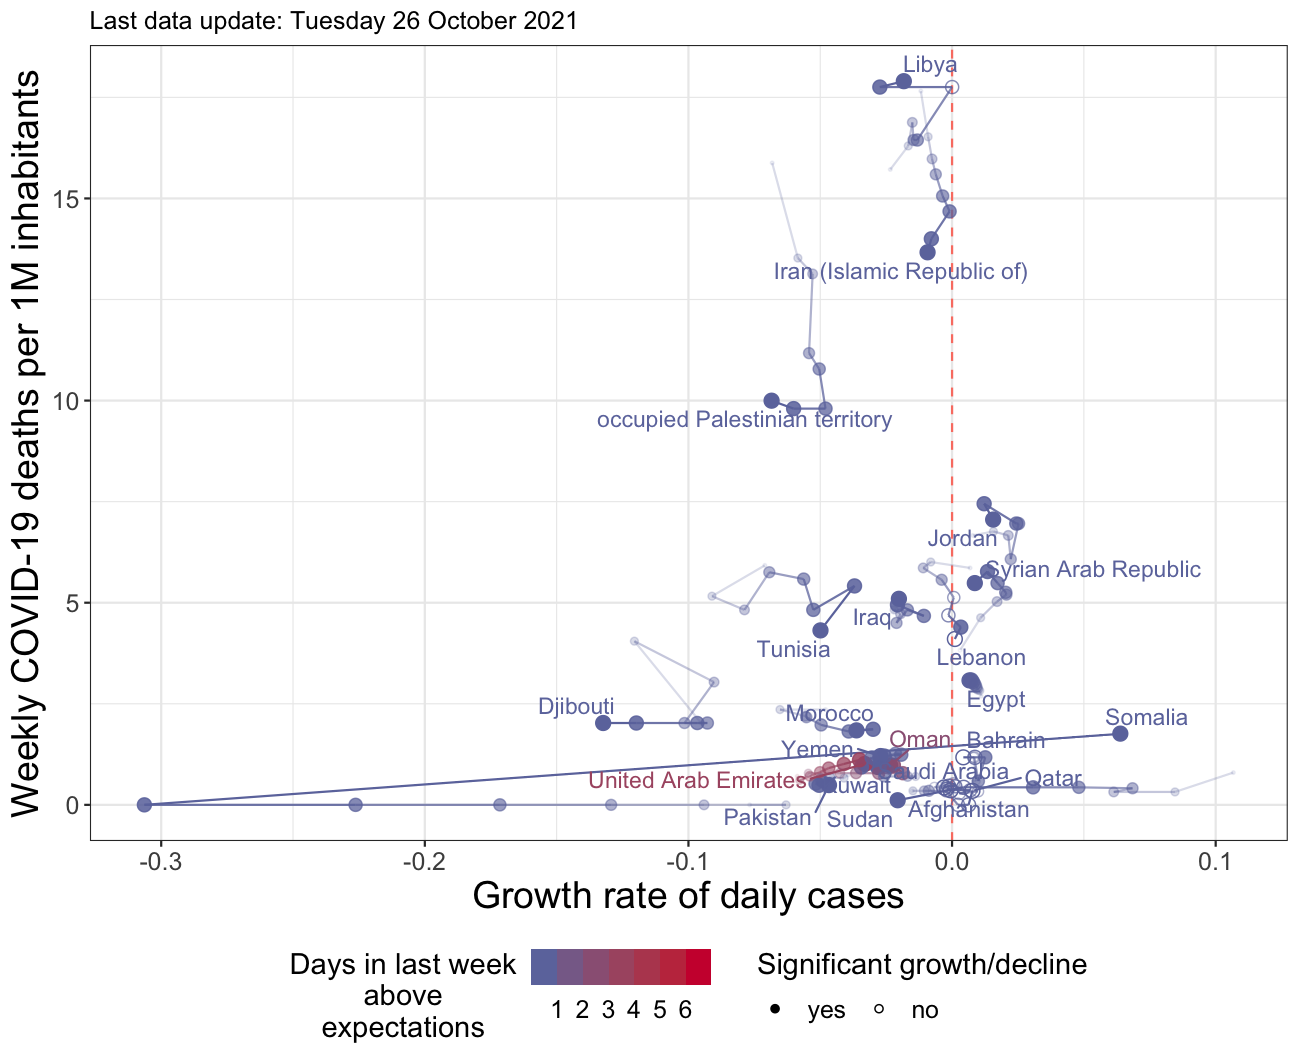 Last data update: Tuesday 26 October 2021
Weekly COVID-19 deaths per 1M inhabitants
15
10
5
0
Libya
Iran (Islamic Republic of)
occupied Palestinian territory
Jordan
Syrian Arab Republic
Iraq
Tunisia
Lebanon
Egypt
Djibouti
Morocco
Somalia
Oman
Bahrain
Yemen
Saudi Arabia
United Arab Emirates
Kuwait
Qatar
Afghanistan
Pakistan
Sudan
-0.3
-0.2
-0.1
0.0
0.1
Growth rate of daily cases
Days in last week
above
expectations
1 2 3 4 5 6
Significant growth/decline
yes
no